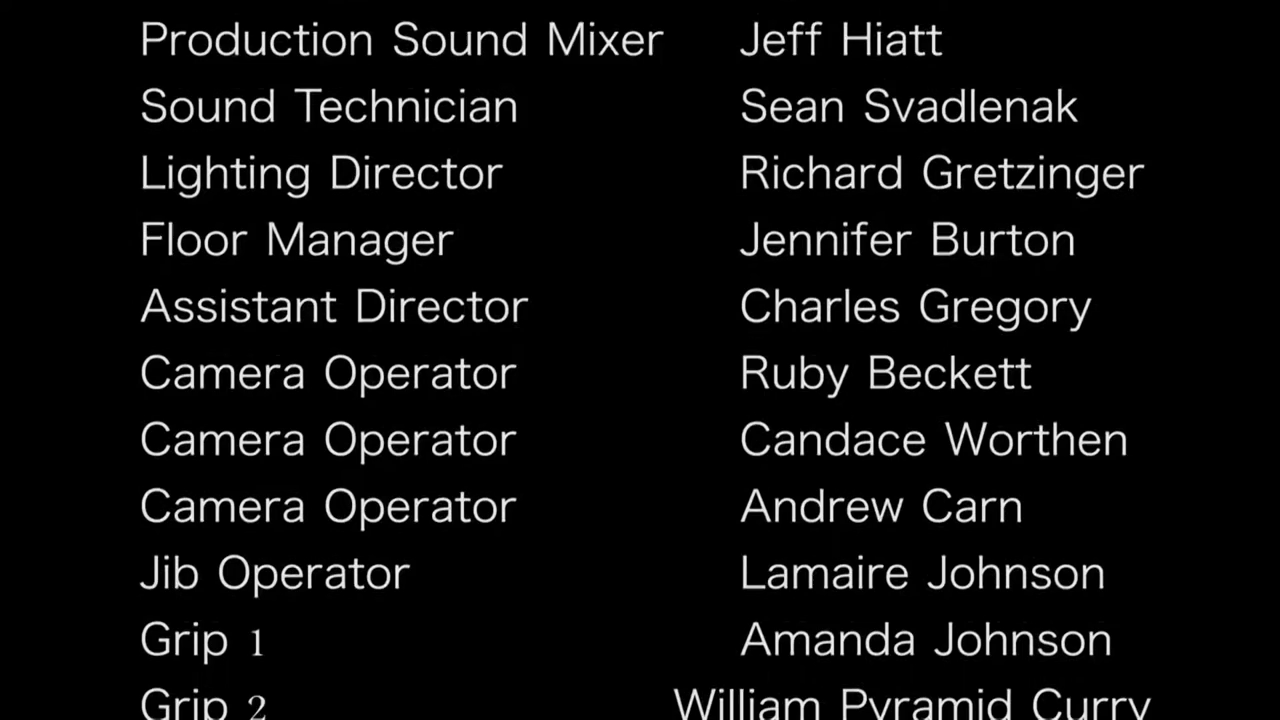 Production Sound Mixer Jeff Hiatt
Sound Technician Sean Svadlenak
Lighting Director Richard Gretzinger
Floor Manager Jennifer Burton
Assistant Director Charles Gregory
Camera Operator Ruby Beckett
Camera Operator Candace Worthen
Camera Operator Andrew Carn
Jib Operator Lamaire Johnson
Grip 1 Amanda Johnson
Grip 2 William Pyramid Curry